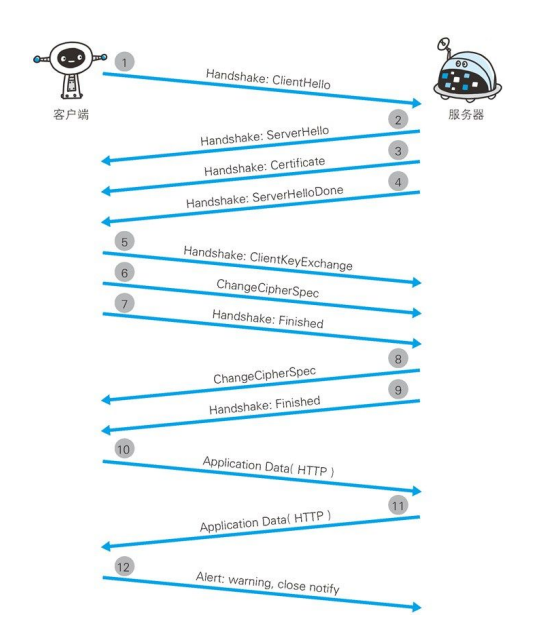 1
Handshake: ClientHello
客户端
服务器
2
Handshake: ServerHello
3
Handshake: Certificate
4
Handshake: ServerHelloDone
5
Handshake: ClientKeyExchange
6
ChangeCipherSpec
7
Handshake: Finished
8
ChangeCipherSpec
9
Handshake: Finished
10
Application Data( HTTP )
11
Application Data( HTTP )
12
Alert: warning, close notify